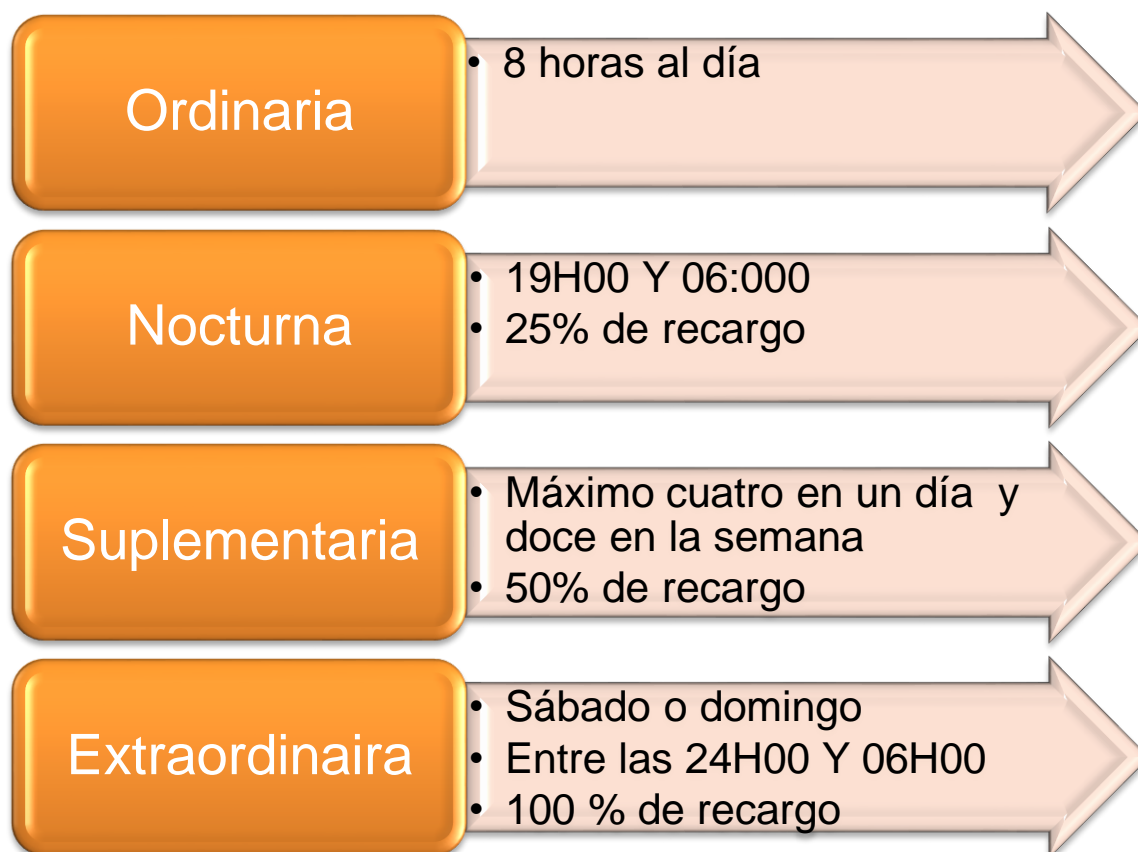 Ordinaria
• 8 horas al día
Nocturna
• 19H00 Y 06:000
• 25% de recargo
Suplementaria
• Máximo cuatro en un día  y
doce en la semana
• 50% de recargo
Extraordinaira
• Sábado o domingo
• Entre las 24H00 Y 06H00
• 100 % de recargo